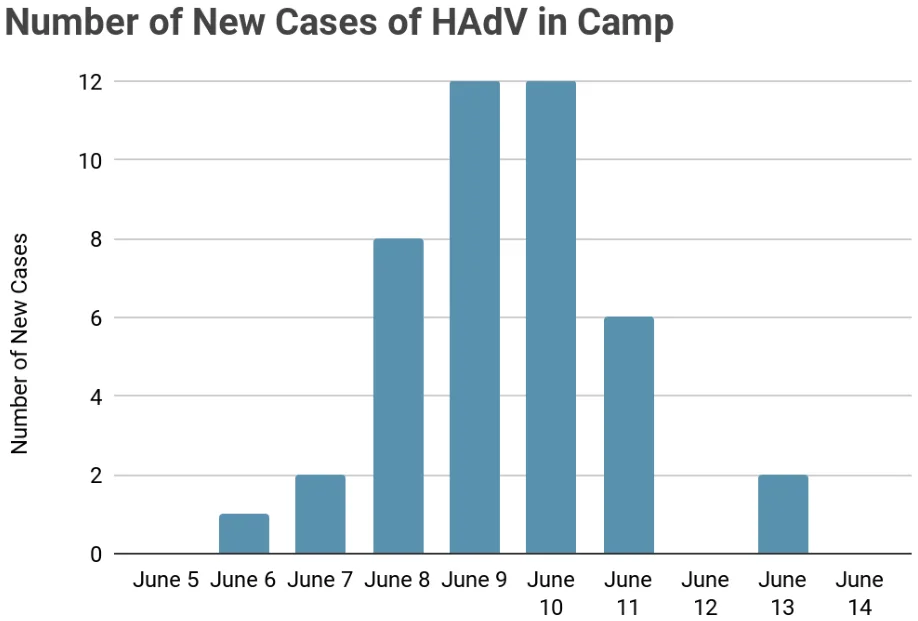 Number of New Cases of HAdV in Camp
Number of New Cases
12
10
8
6
4
2
0
June 5 June 6 June 7 June 8 June 9 June June June June June
10 11 12 13 14